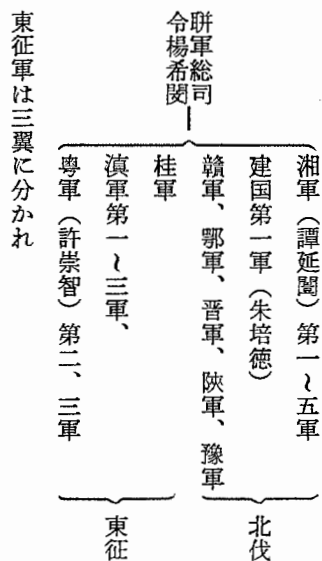 聨軍総司
令楊希閔
湘軍（譚延闓）第一～五軍
建国第一軍（朱培徳）
贛軍、鄂軍、晋軍、陝軍、豫軍
北伐
桂軍
滇軍第一～三軍、
粤軍（許崇智）第二、三軍
東征
東征軍は三翼に分かれ